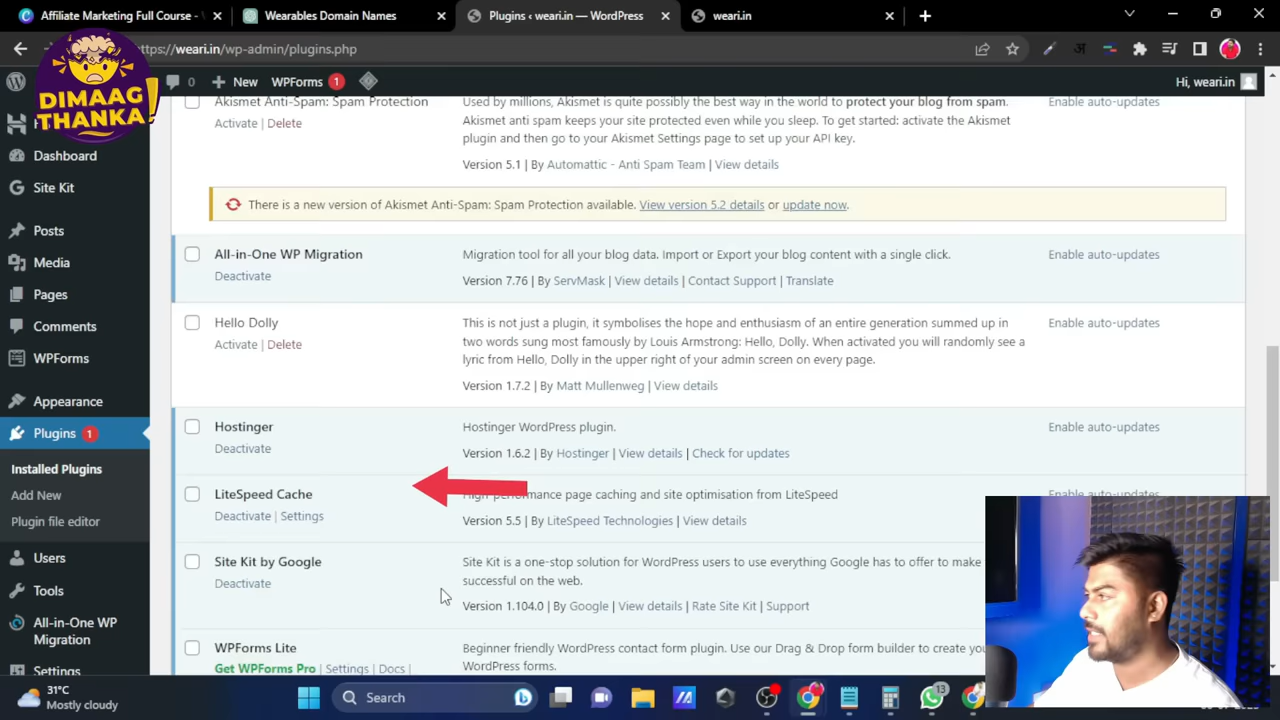 Affiliate Marketing Full Course -
Wearables Domain Names
Plugins ‹ weari.in — WordPress
weari.in
https://weari.in/wp-admin/plugins.php
DIMAAG
THANKA!
0
New
WPForms 1
Hi, weari.in
Dashboard
Site Kit
Posts
Media
Pages
Comments
WPForms
Appearance
Plugins 1
Installed Plugins
Add New
Plugin file editor
Users
Tools
All-in-One WP
Migration
Settings
Akismet Anti-Spam: Spam Protection
Activate | Delete
Used by millions, Akismet is quite possibly the best way in the world to protect your blog from spam.
Akismet anti spam keeps your site protected even while you sleep. To get started: activate the Akismet
plugin and then go to your Akismet Settings page to set up your API key.
Version 5.1 | By Automattic - Anti Spam Team | View details
Enable auto-updates
There is a new version of Akismet Anti-Spam: Spam Protection available. View version 5.2 details or update now.
All-in-One WP Migration
Deactivate
Migration tool for all your blog data. Import or Export your blog content with a single click.
Version 7.76 | By ServMask | View details | Contact Support | Translate
Enable auto-updates
Hello Dolly
Activate | Delete
This is not just a plugin, it symbolises the hope and enthusiasm of an entire generation summed up in
two words sung most famously by Louis Armstrong: Hello, Dolly. When activated you will randomly see a
lyric from Hello, Dolly in the upper right of your admin screen on every page.
Version 1.7.2 | By Matt Mullenweg | View details
Enable auto-updates
Hostinger
Deactivate
Hostinger WordPress plugin.
Version 1.6.2 | By Hostinger | View details | Check for updates
Enable auto-updates
LiteSpeed Cache
Deactivate | Settings
High-performance page caching and site optimisation from LiteSpeed
Version 5.5 | By LiteSpeed Technologies | View details
Enable auto-updates
Site Kit by Google
Deactivate
Site Kit is a one-stop solution for WordPress users to use everything Google has to offer to make
successful on the web.
Version 1.104.0 | By Google | View details | Rate Site Kit | Support
WPForms Lite
Get WPForms Pro | Settings | Docs |
Beginner friendly WordPress contact form plugin. Use our Drag & Drop form builder to create
WordPress forms.
31°C
Mostly cloudy
Search
13